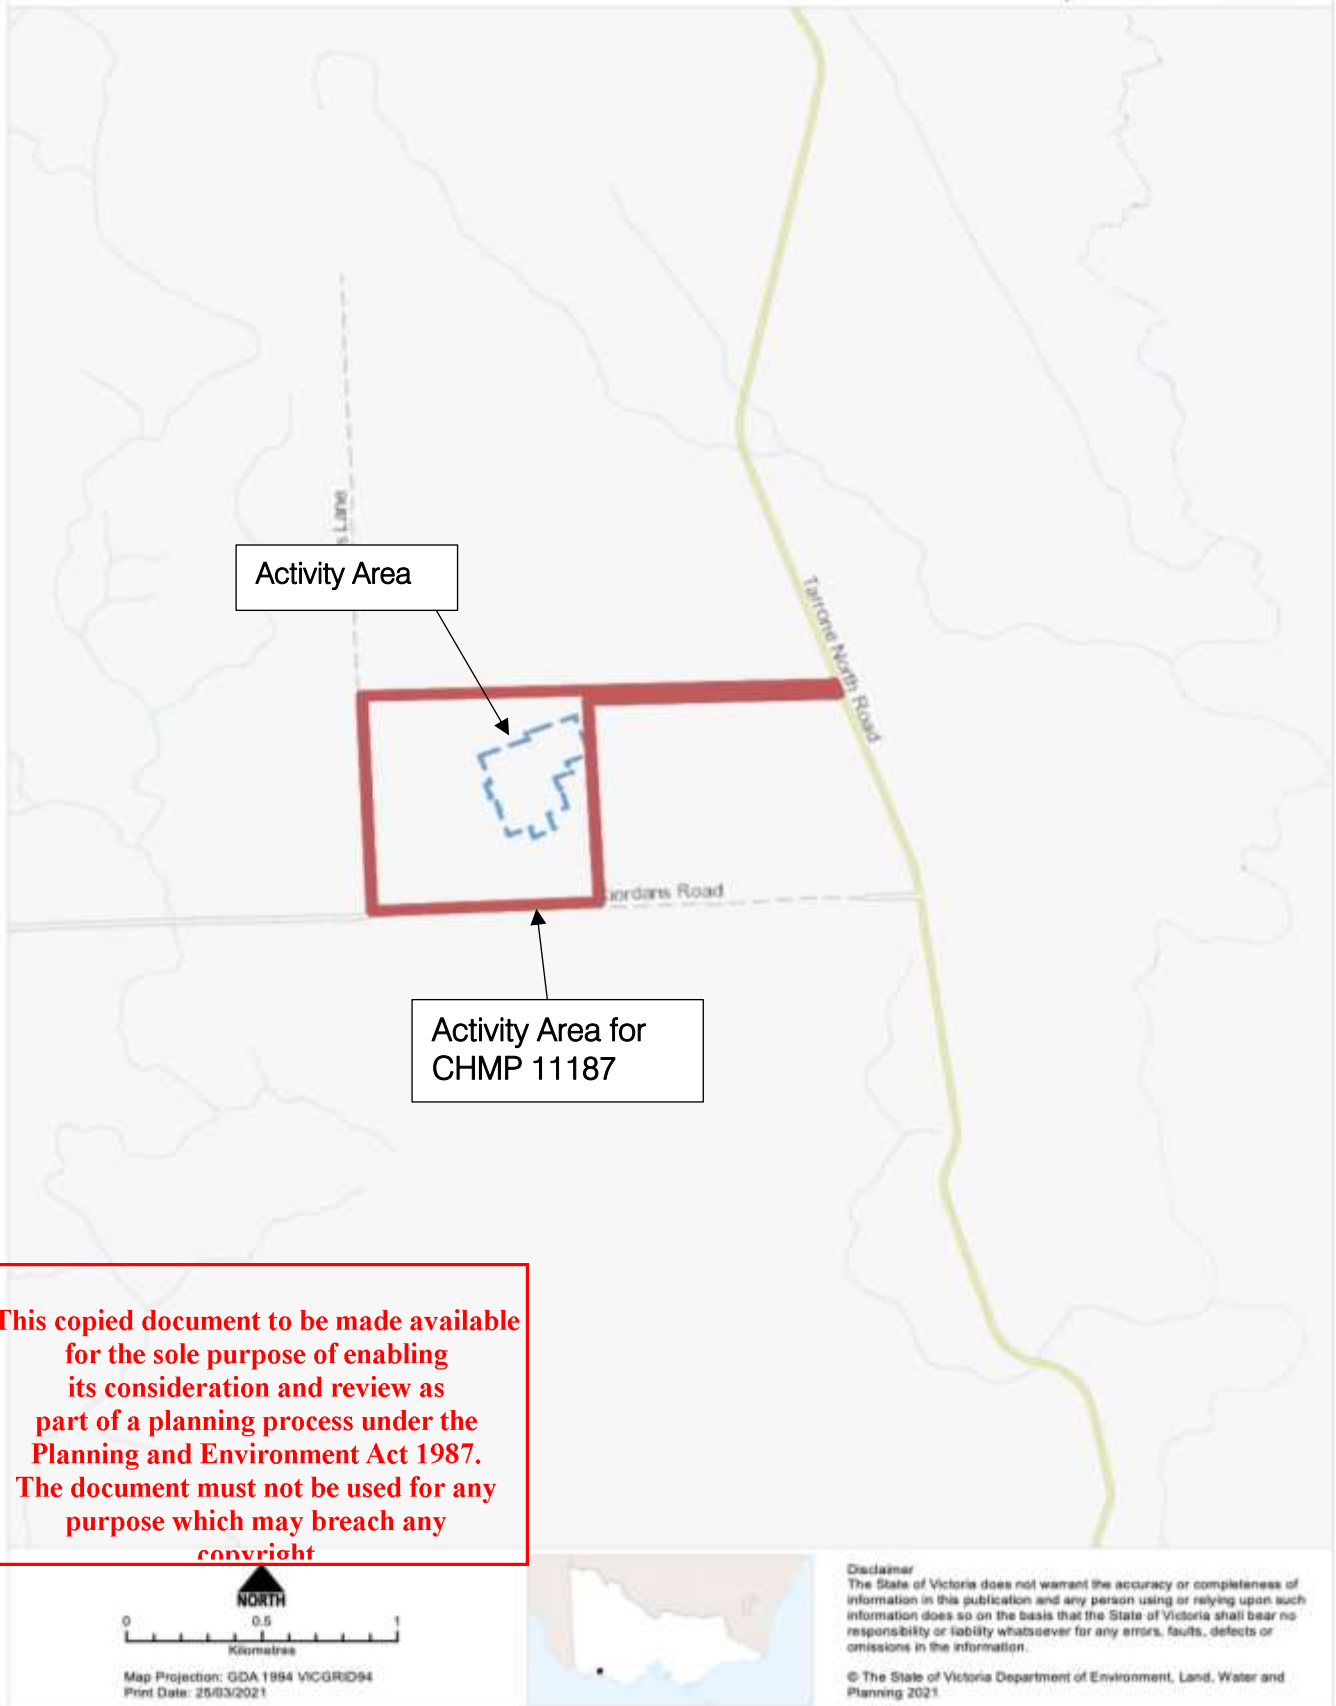 s Lane
Activity Area
Tarrone North Road
Jordans Road
Activity Area for
CHMP 11187
This copied document to be made available
for the sole purpose of enabling
its consideration and review as
part of a planning process under the
Planning and Environment Act 1987.
The document must not be used for any
purpose which may breach any
copyright
NORTH
0 0.5 1
Kilometres
Map Projection: GDA 1994 VICGRID94
Print Date: 25/03/2021
Disclaimer
The State of Victoria does not warrant the accuracy or completeness of
information in this publication and any person using or relying upon such
information does so on the basis that the State of Victoria shall bear no
responsibility or liability whatsoever for any errors, faults, defects or
omissions in the information.
© The State of Victoria Department of Environment, Land, Water and
Planning 2021